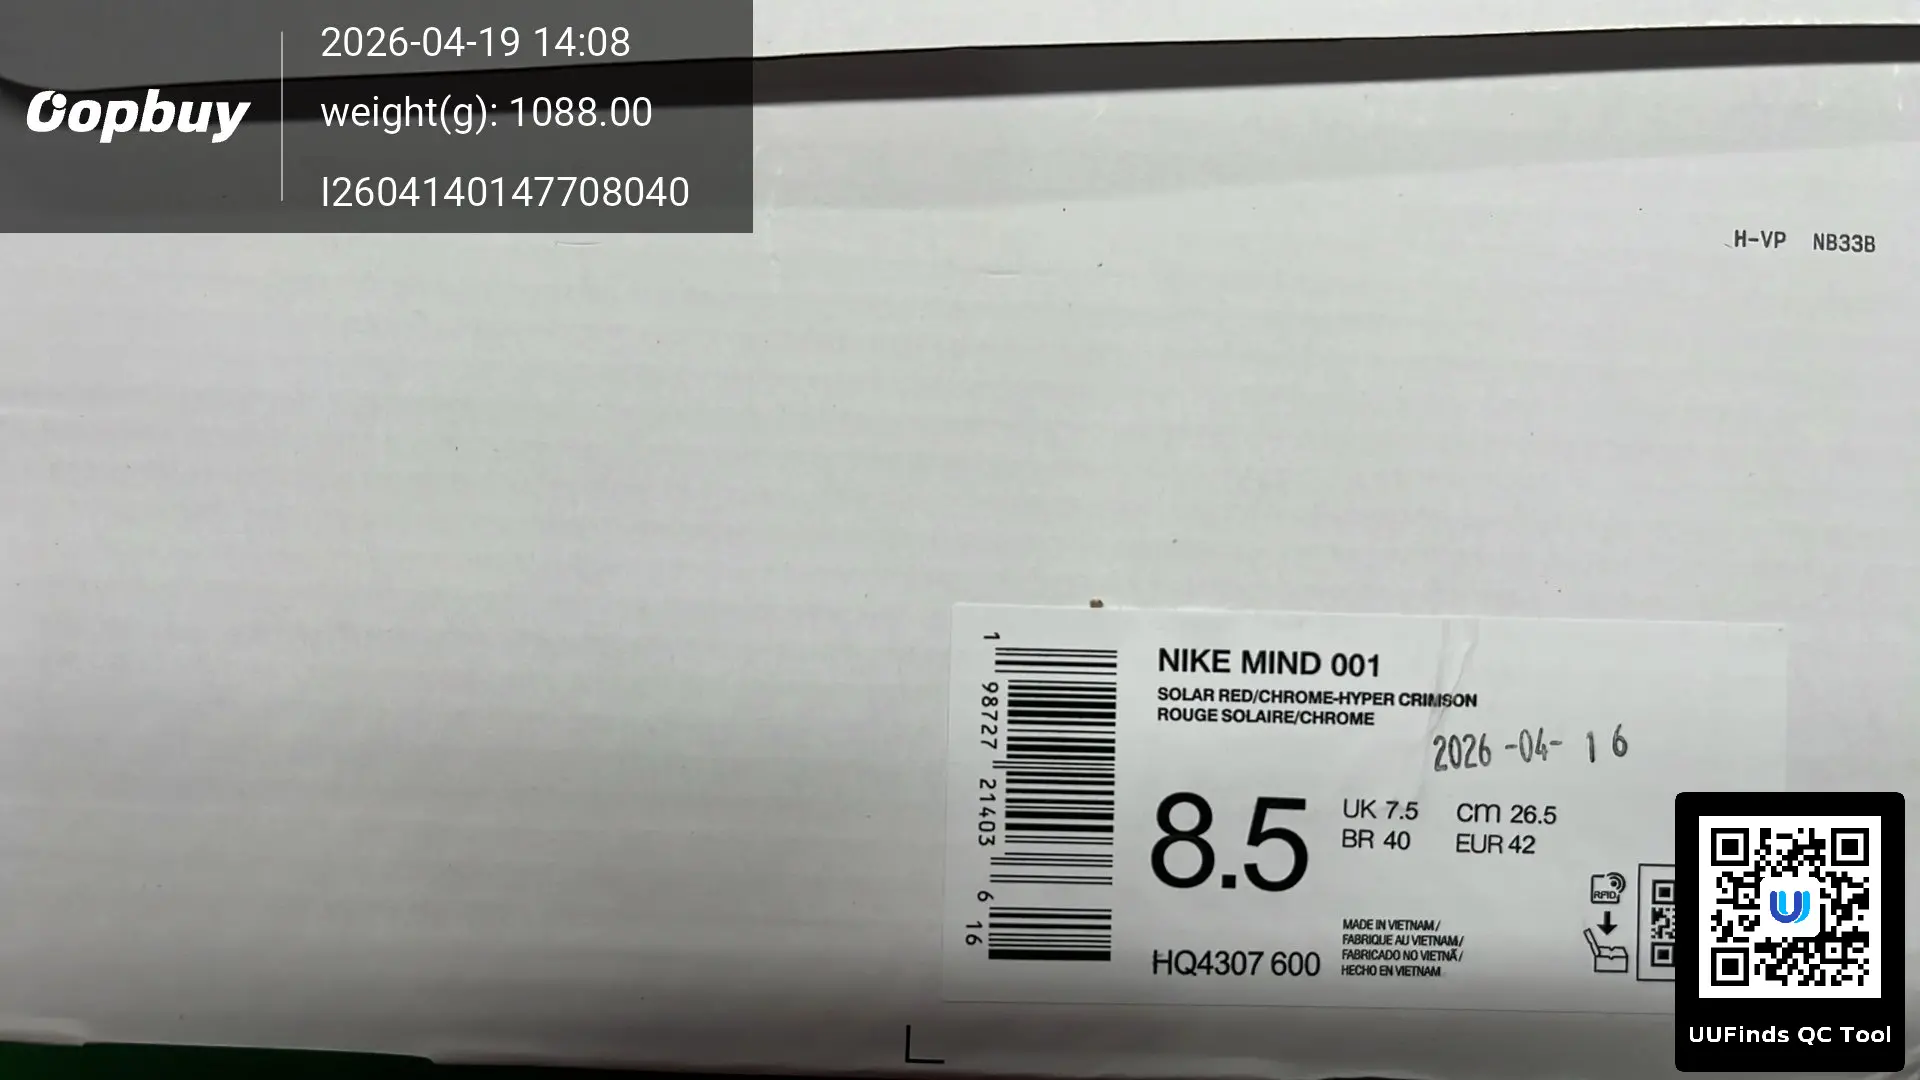 Oopbuy
2026-04-19 14:08
weight(g): 1088.00
I2604140147708040
H-VP NB33B
NIKE MIND 001
SOLAR RED/CHROME-HYPER CRIMSON
ROUGE SOLAIRE/CHROME
2026-04-16
8.5
UK 7.5 cm 26.5
BR 40 EUR 42
HQ4307 600
MADE IN VIETNAM/
FABRIQUE AU VIETNAM/
FABRICADO NO VIETNÃ/
HECHO EN VIETNAM
1 98727 21403 6 16
RFID
UUFinds QC Tool